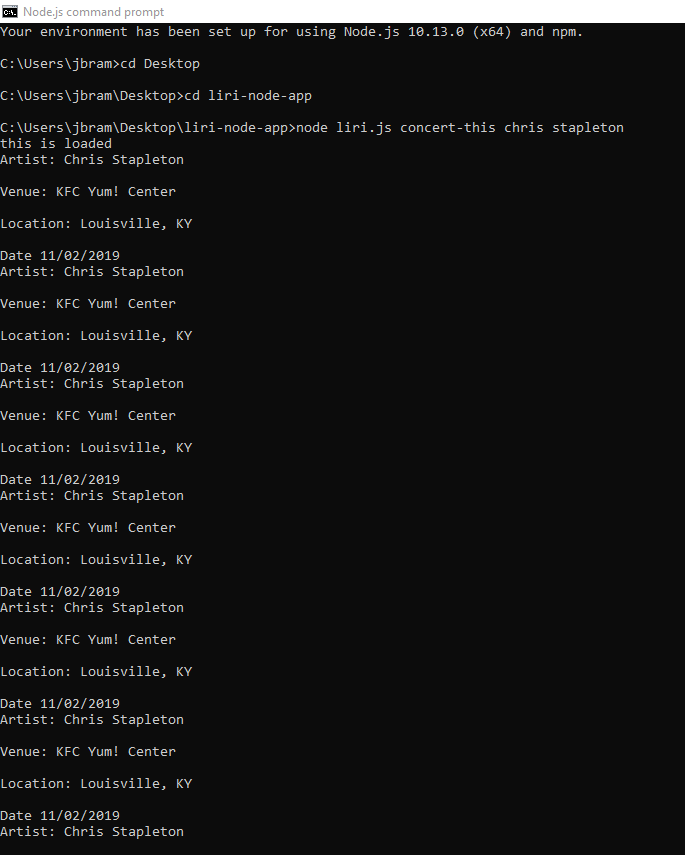 Node.js command prompt
Your environment has been set up for using Node.js 10.13.0 (x64) and npm.
C:\Users\jbram>cd Desktop
C:\Users\jbram\Desktop>cd liri-node-app
C:\Users\jbram\Desktop\liri-node-app>node liri.js concert-this chris stapleton
this is loaded
Artist: Chris Stapleton
Venue: KFC Yum! Center
Location: Louisville, KY
Date 11/02/2019
Artist: Chris Stapleton
Venue: KFC Yum! Center
Location: Louisville, KY
Date 11/02/2019
Artist: Chris Stapleton
Venue: KFC Yum! Center
Location: Louisville, KY
Date 11/02/2019
Artist: Chris Stapleton
Venue: KFC Yum! Center
Location: Louisville, KY
Date 11/02/2019
Artist: Chris Stapleton
Venue: KFC Yum! Center
Location: Louisville, KY
Date 11/02/2019
Artist: Chris Stapleton
Venue: KFC Yum! Center
Location: Louisville, KY
Date 11/02/2019
Artist: Chris Stapleton